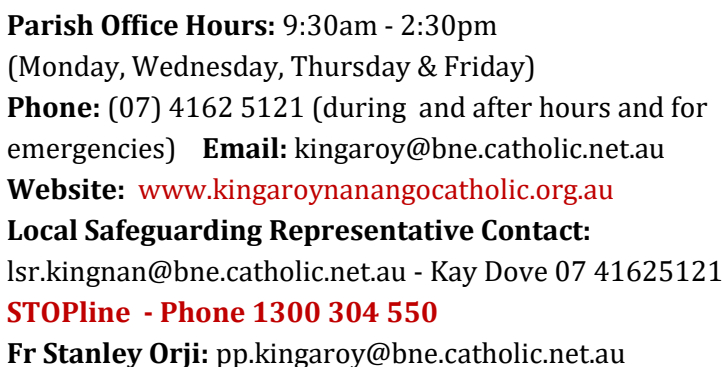 Parish Office Hours: 9:30am - 2:30pm
(Monday, Wednesday, Thursday & Friday)
Phone: (07) 4162 5121 (during and after hours and for
emergencies) Email: kingaroy@bne.catholic.net.au
Website: www.kingaroynanangocatholic.org.au
Local Safeguarding Representative Contact:
lsr.kingnan@bne.catholic.net.au - Kay Dove 07 41625121
STOPline - Phone 1300 304 550
Fr Stanley Orji: pp.kingaroy@bne.catholic.net.au